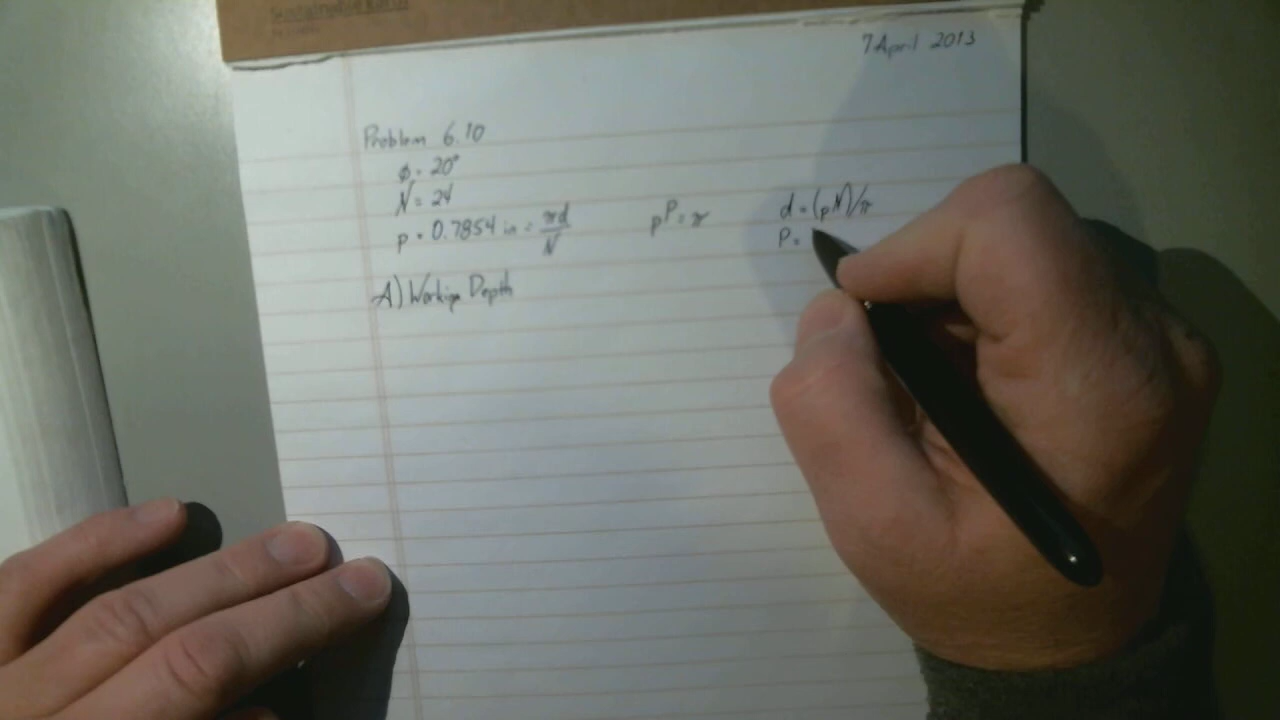 7 April 2013
Problem 6.10
φ = 20°
N = 24
p = 0.7854 in = πd/N
pP = π
d = (pN)/π
P =
A) Working Depth